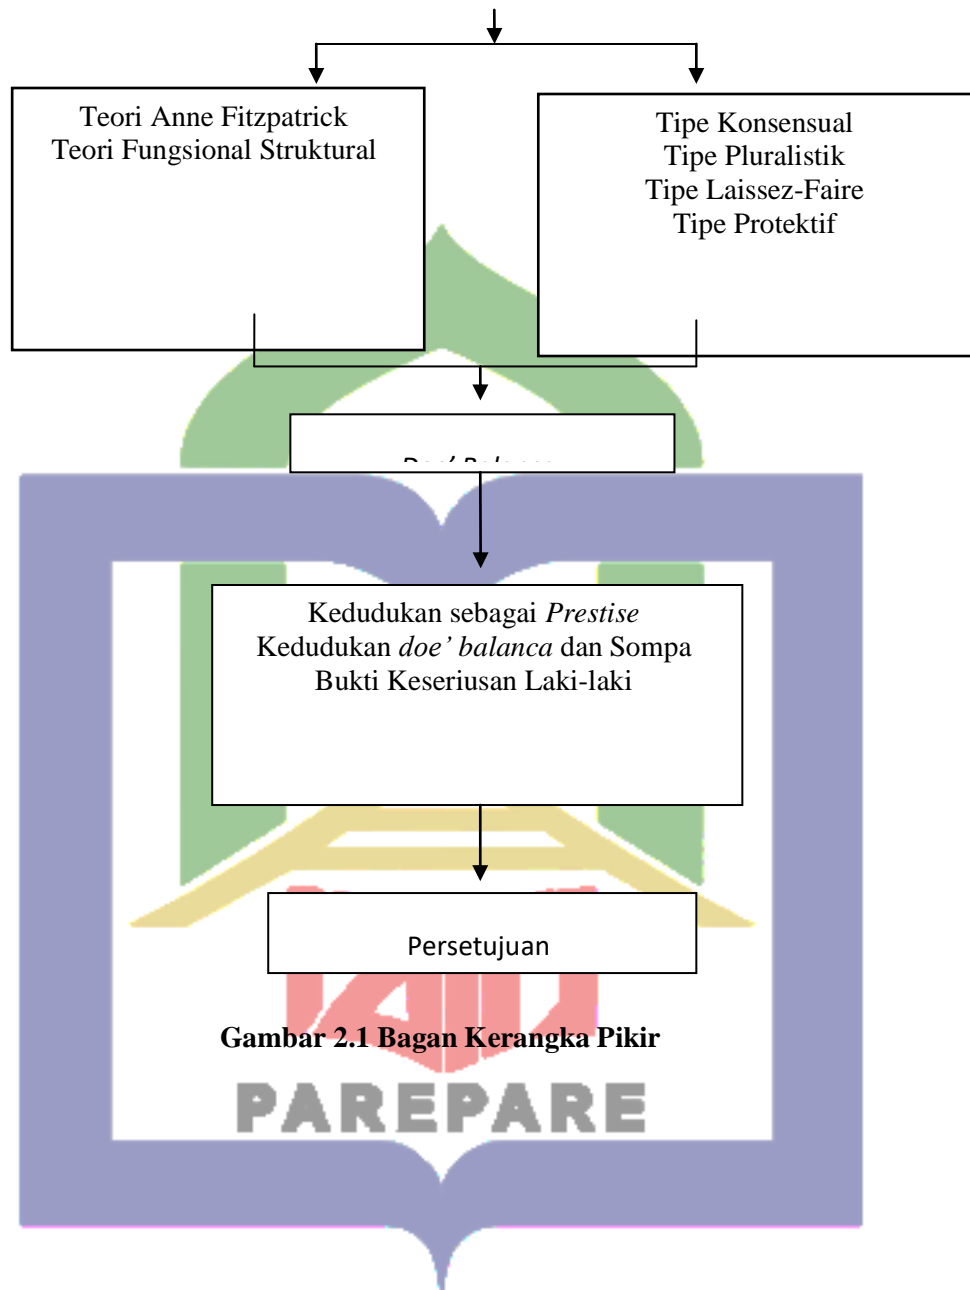 Teori Anne Fitzpatrick
Teori Fungsional Struktural
Tipe Konsensual
Tipe Pluralistik
Tipe Laissez-Faire
Tipe Protektif
Kedudukan sebagai Prestise
Kedudukan doe’ balanca dan Sompa
Bukti Keseriusan Laki-laki
Persetujuan
Gambar 2.1 Bagan Kerangka Pikir
PAREPARE